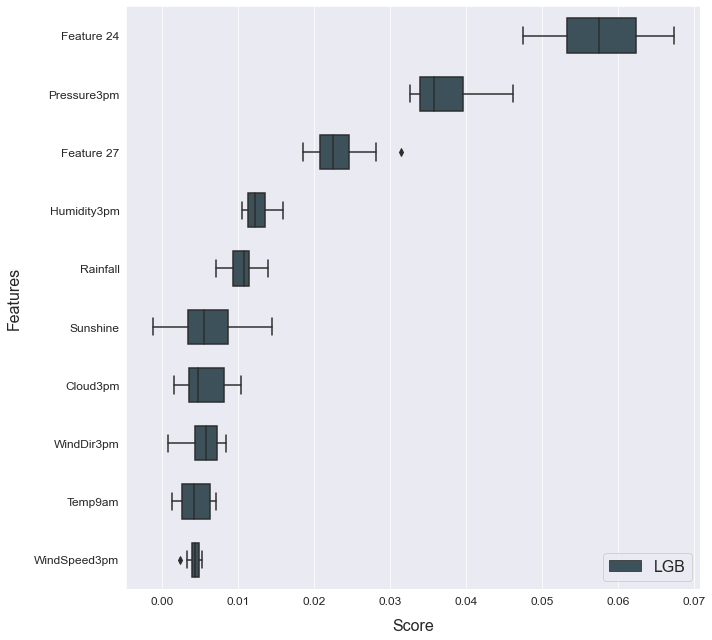 Feature 24
Pressure3pm
Feature 27
Humidity3pm
Rainfall
Sunshine
Cloud3pm
WindDir3pm
Temp9am
WindSpeed3pm
Features
LGB
0.00 0.01 0.02 0.03 0.04 0.05 0.06 0.07
Score